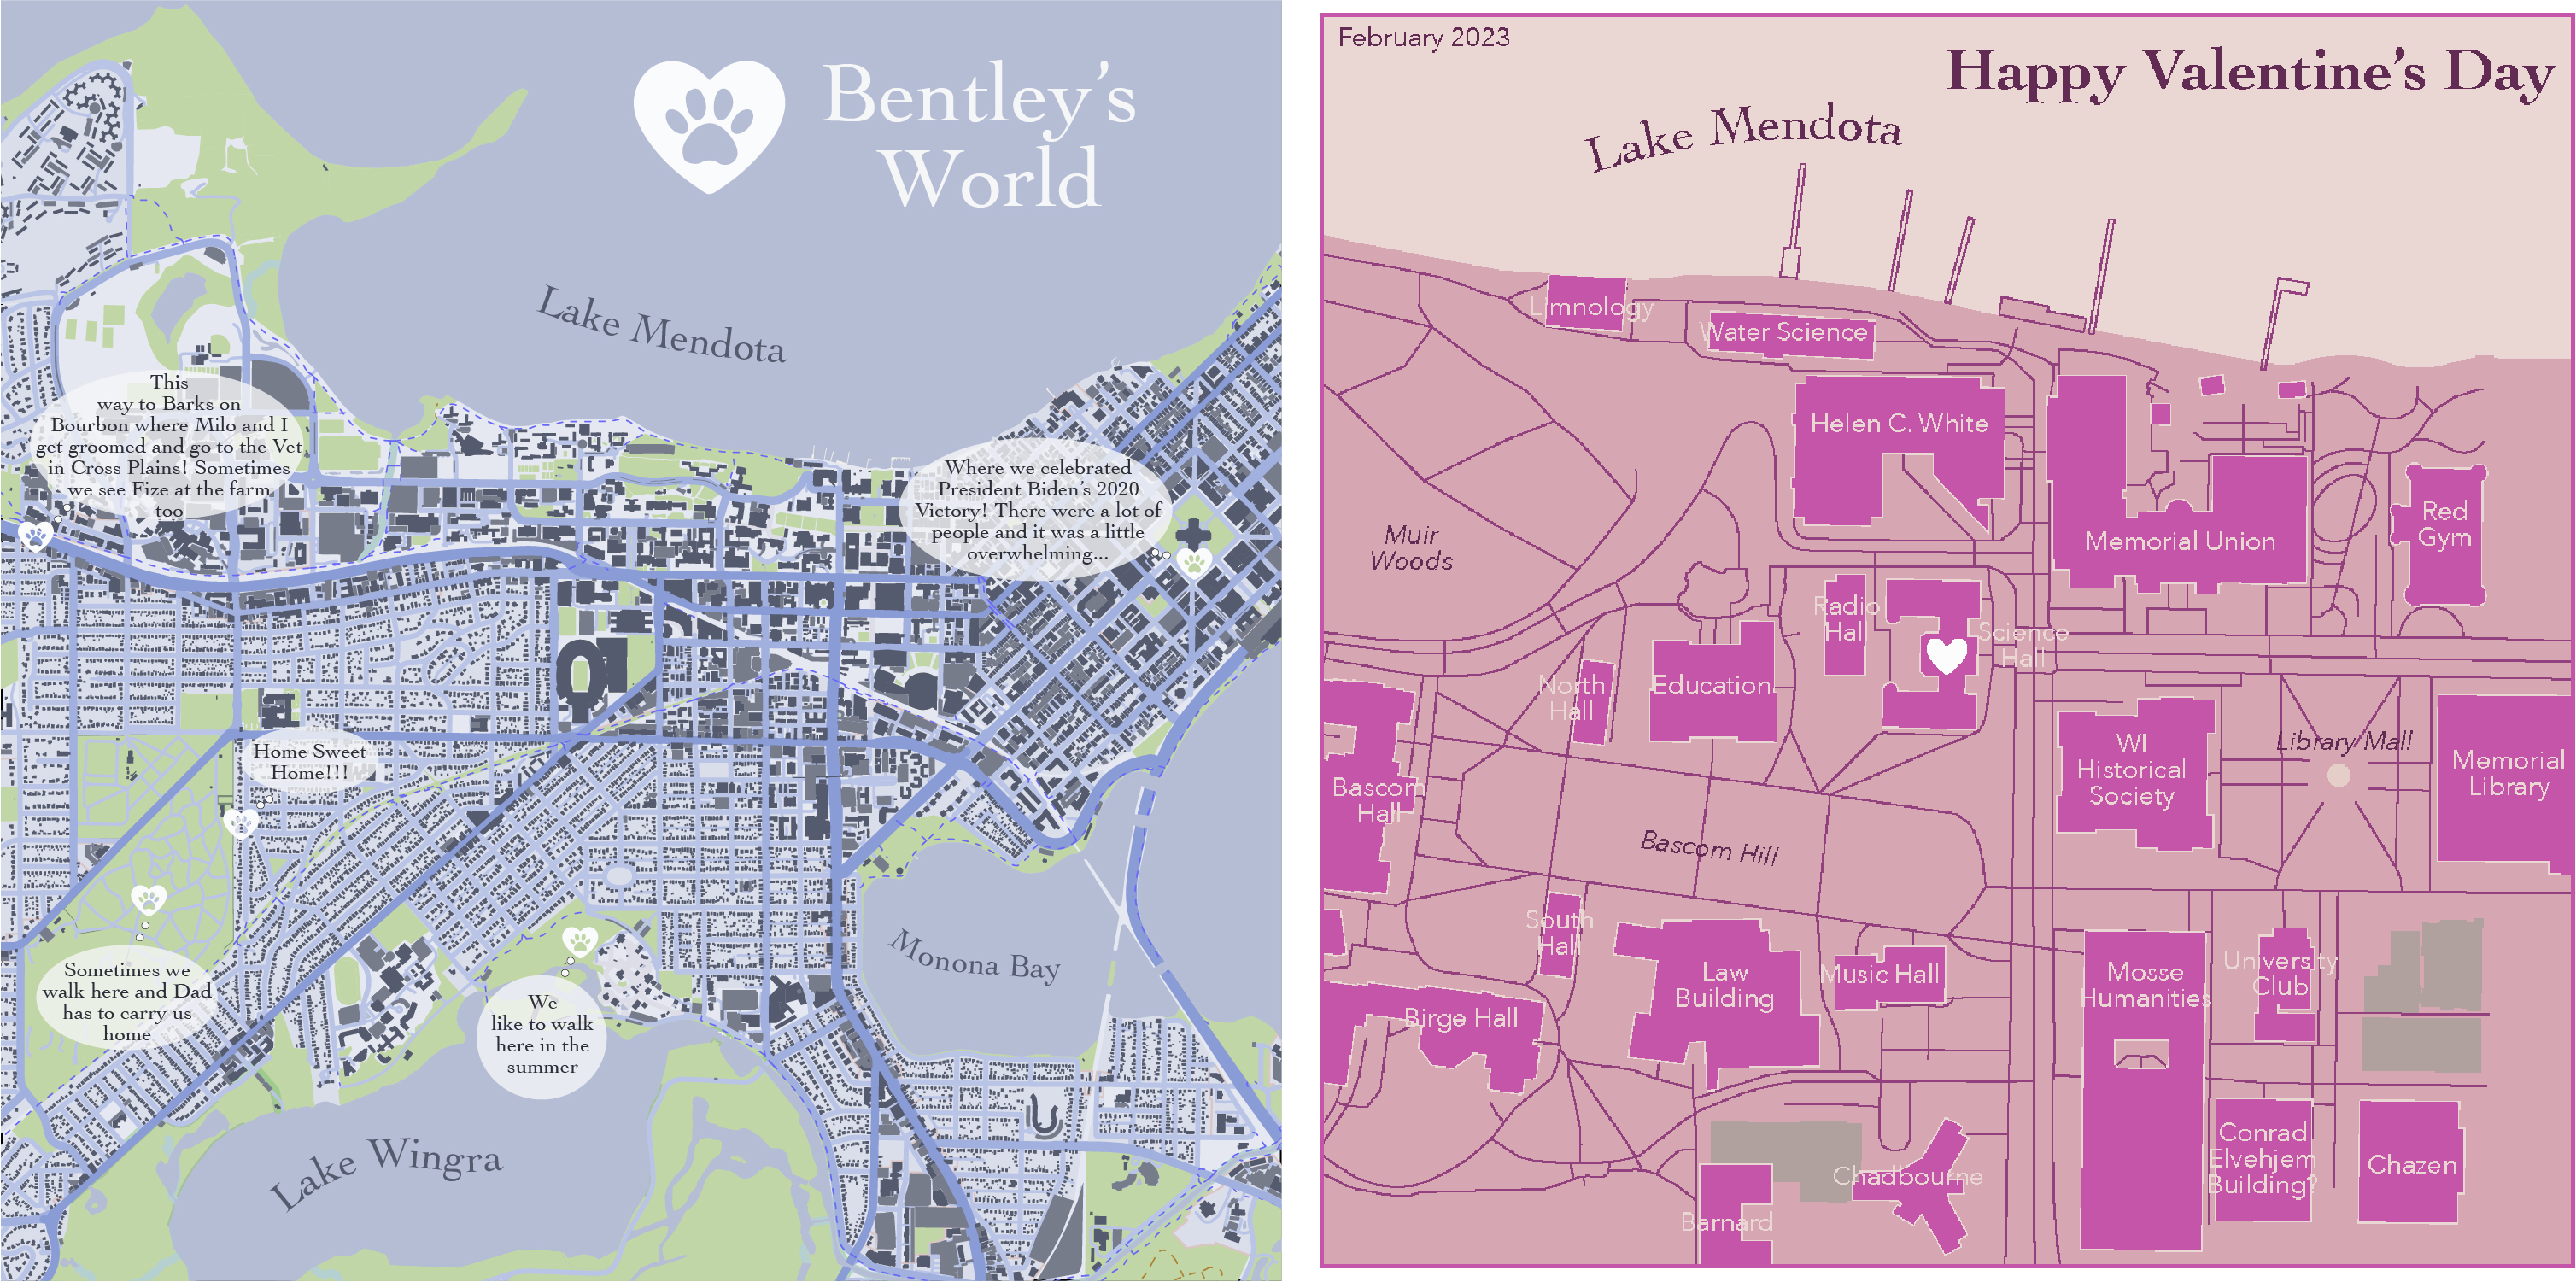 Bentley's
World
Lake Mendota
This
way to Barks on
Bourbon where Milo and I
get groomed and go to the Vet
in Cross Plains! Sometimes
we see Fize at the farm
too
Where we celebrated
President Biden's 2020
Victory! There were a lot of
people and it was a little
overwhelming...
Home Sweet
Home!!!
Sometimes we
walk here and Dad
has to carry us
home
We
like to walk
here in the
summer
Monona Bay
Lake Wingra
February 2023
Happy Valentine's Day
Lake Mendota
Limnology
Water Science
Helen C. White
Memorial Union
Red
Gym
Muir
Woods
Radio
Hall
Science
Hall
North
Hall
Education
Bascom
Hall
WI
Historical
Society
Library Mall
Memorial
Library
Bascom Hill
South
Hall
Law
Building
Music Hall
Birge Hall
Mosse
Humanities
University
Club
Chadbourne
Barnard
Conrad
Elvehjem
Building?
Chazen